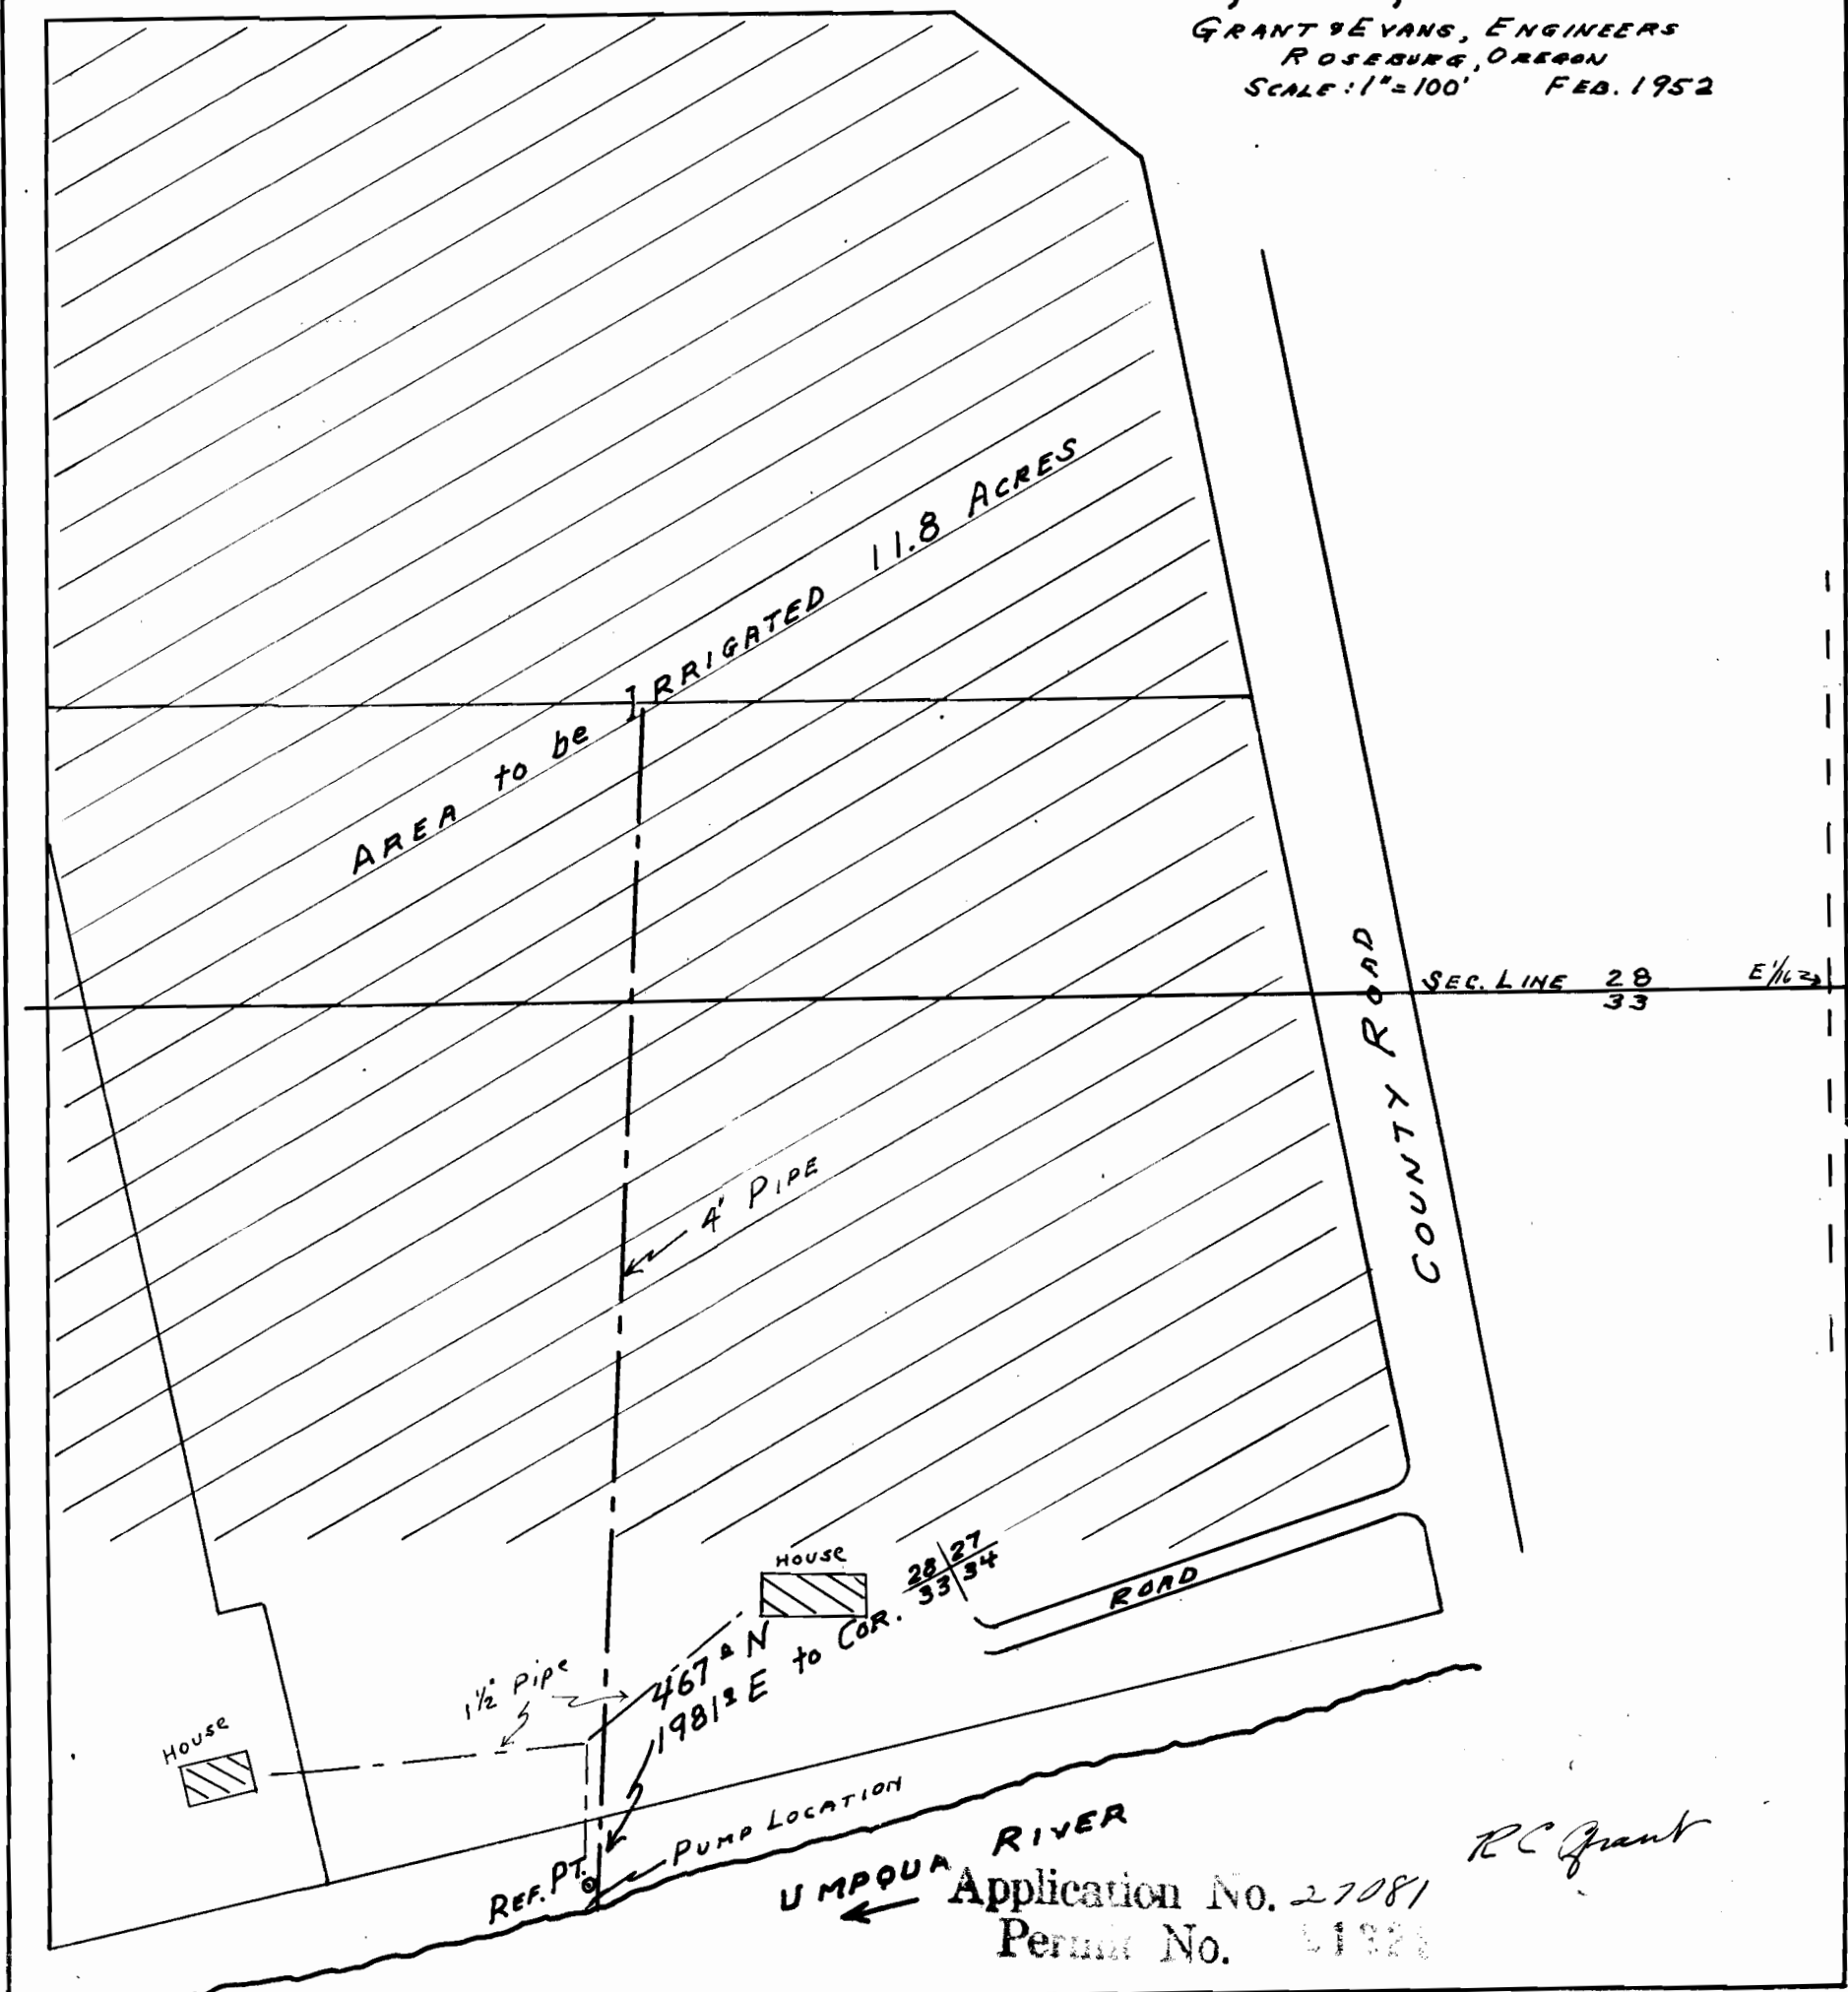 GRANT & EVANS, ENGINEERS
ROSEBURG, OREGON
SCALE: 1"=100' FEB. 1952
AREA to be IRRIGATED 11.8 ACRES
SEC. LINE 28
33
E 1/16
COUNTY ROAD
4" PIPE
HOUSE
28 27
33 34
ROAD
467 N
1981 E to COR.
1½" Pipe
HOUSE
PUMP LOCATION
REF. PT.
UMPQUA RIVER
R C Grant
Application No. 27081
Permit No.